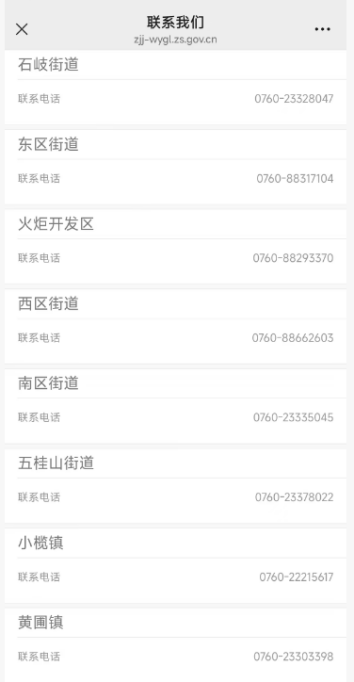 联系我们
zjj-wygl.zs.gov.cn
石岐街道
联系电话 0760-23328047
东区街道
联系电话 0760-88317104
火炬开发区
联系电话 0760-88293370
西区街道
联系电话 0760-88662603
南区街道
联系电话 0760-23335045
五桂山街道
联系电话 0760-23378022
小榄镇
联系电话 0760-22215617
黄圃镇
联系电话 0760-23303398